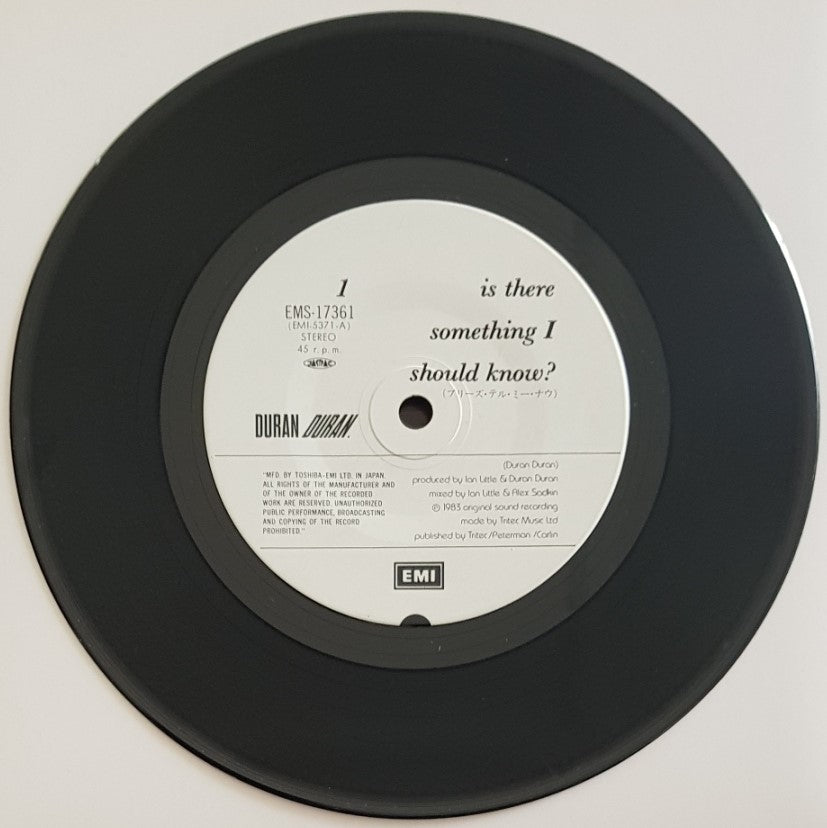 1
EMS-17361
(EMI-5371-A)
STEREO
45 r.p.m.
JASRAC
is there
something I
should know?
(プリーズ・テル・ミー・ナウ)
DURAN DURAN.
"MFD. BY TOSHIBA-EMI LTD. IN JAPAN.
ALL RIGHTS OF THE MANUFACTURER AND
OF THE OWNER OF THE RECORDED
WORK ARE RESERVED. UNAUTHORIZED
PUBLIC PERFORMANCE, BROADCASTING
AND COPYING OF THE RECORD
PROHIBITED."
(Duran Duran)
produced by Ian Little & Duran Duran
mixed by Ian Little & Alex Sadkin
℗ 1983 original sound recording
made by Tritec Music Ltd
published by Tritec/Peterman/Carlin
EMI